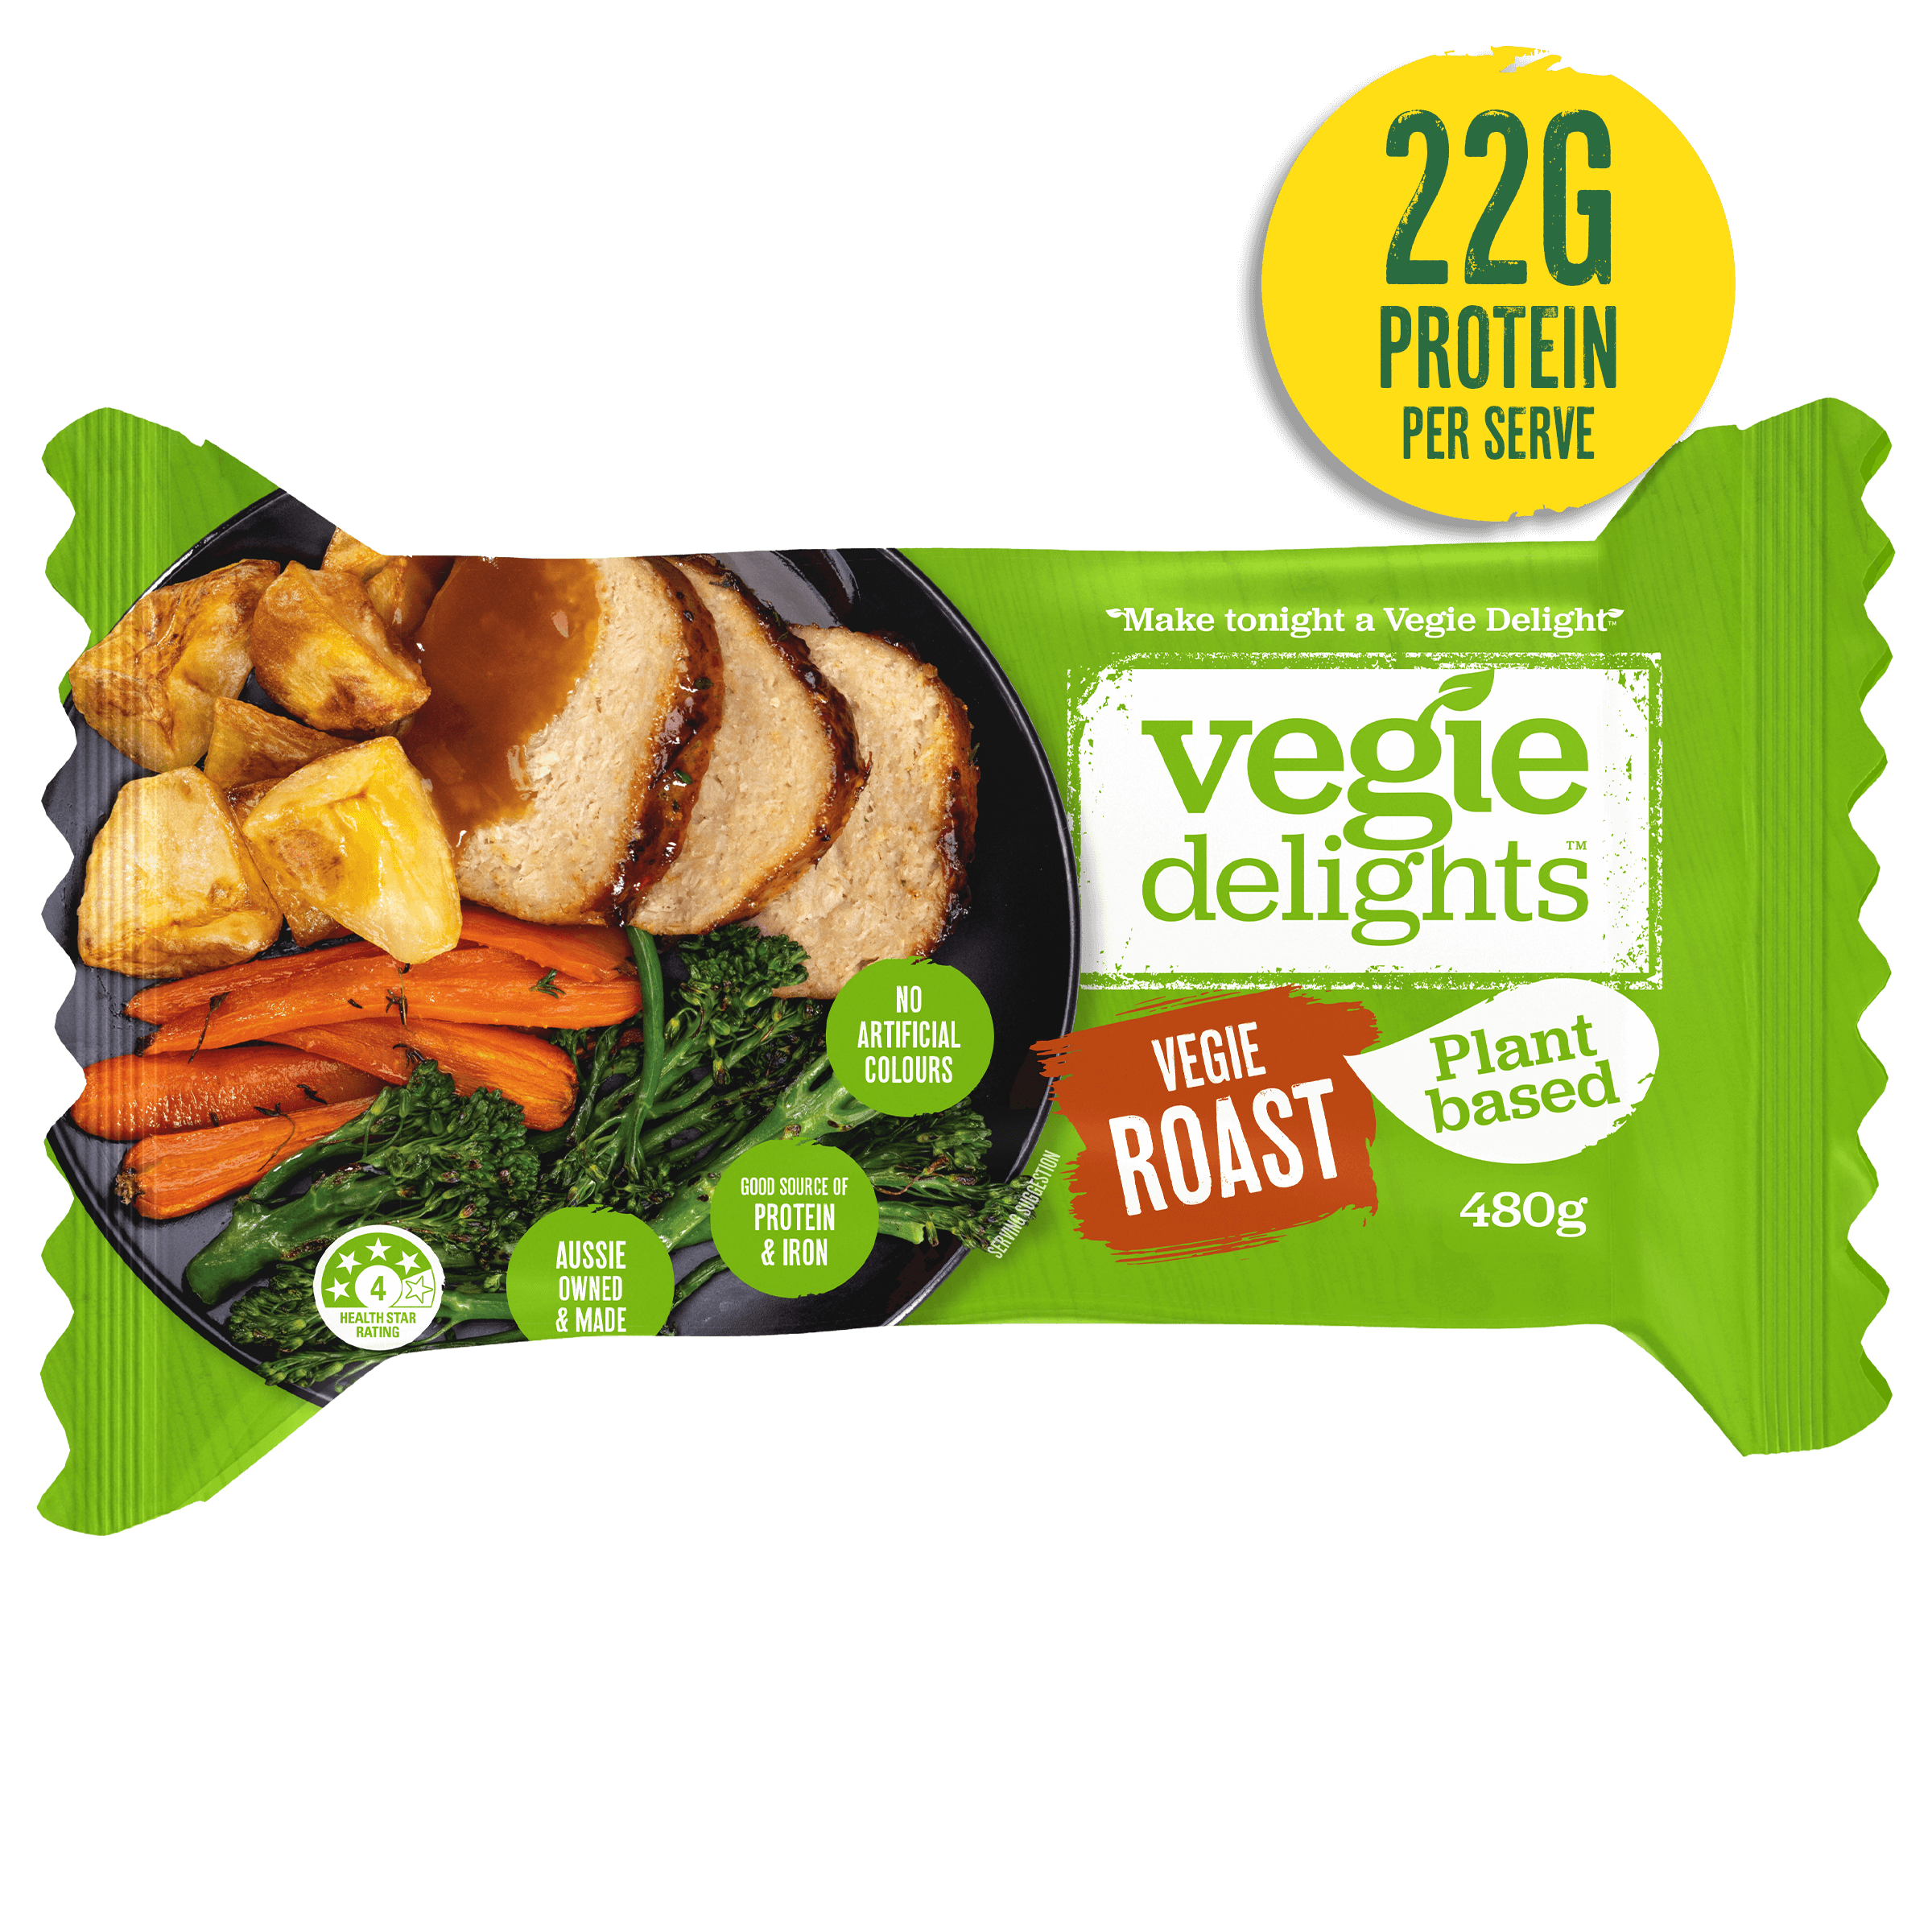 22G
PROTEIN
PER SERVE
Make tonight a Vegie Delight™
vegie
delights™
VEGIE
ROAST
Plant
based
480g
NO
ARTIFICIAL
COLOURS
GOOD SOURCE OF
PROTEIN
& IRON
AUSSIE
OWNED
& MADE
4
HEALTH STAR
RATING
SERVING SUGGESTION